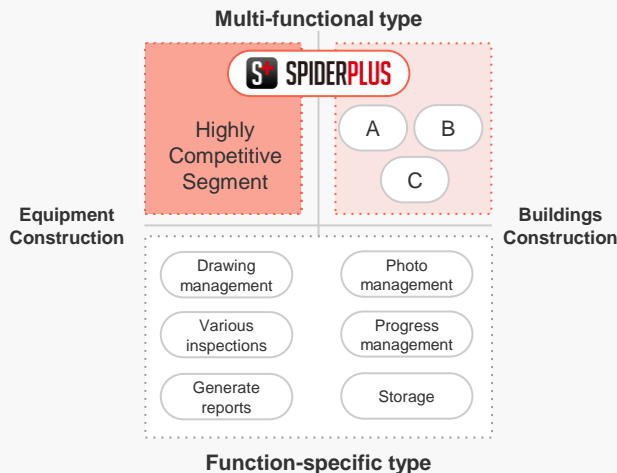 Multi-functional type
S+ SPIDERPLUS
Highly
Competitive
Segment
A
B
C
Equipment
Construction
Buildings
Construction
Drawing
management
Photo
management
Various
inspections
Progress
management
Generate
reports
Storage
Function-specific type